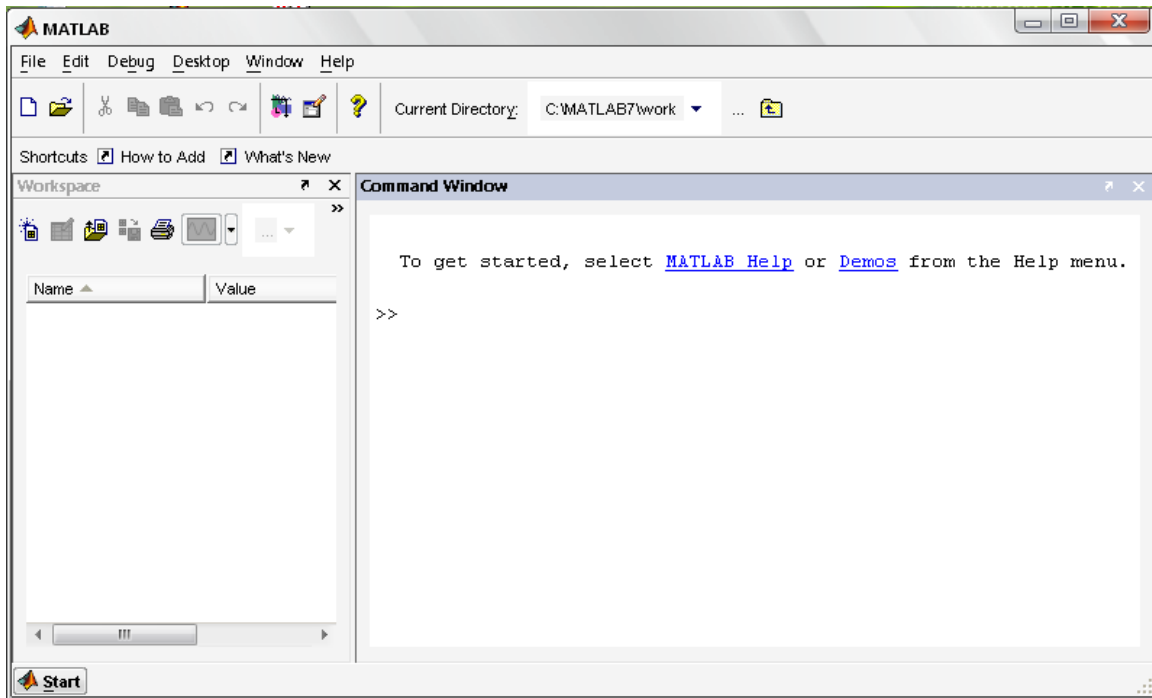 MATLAB
File Edit Debug Desktop Window Help
Current Directory: C:\MATLAB7\work ...
Shortcuts How to Add What's New
Workspace
...
Name Value
Command Window
To get started, select MATLAB Help or Demos from the Help menu.
>>
Start